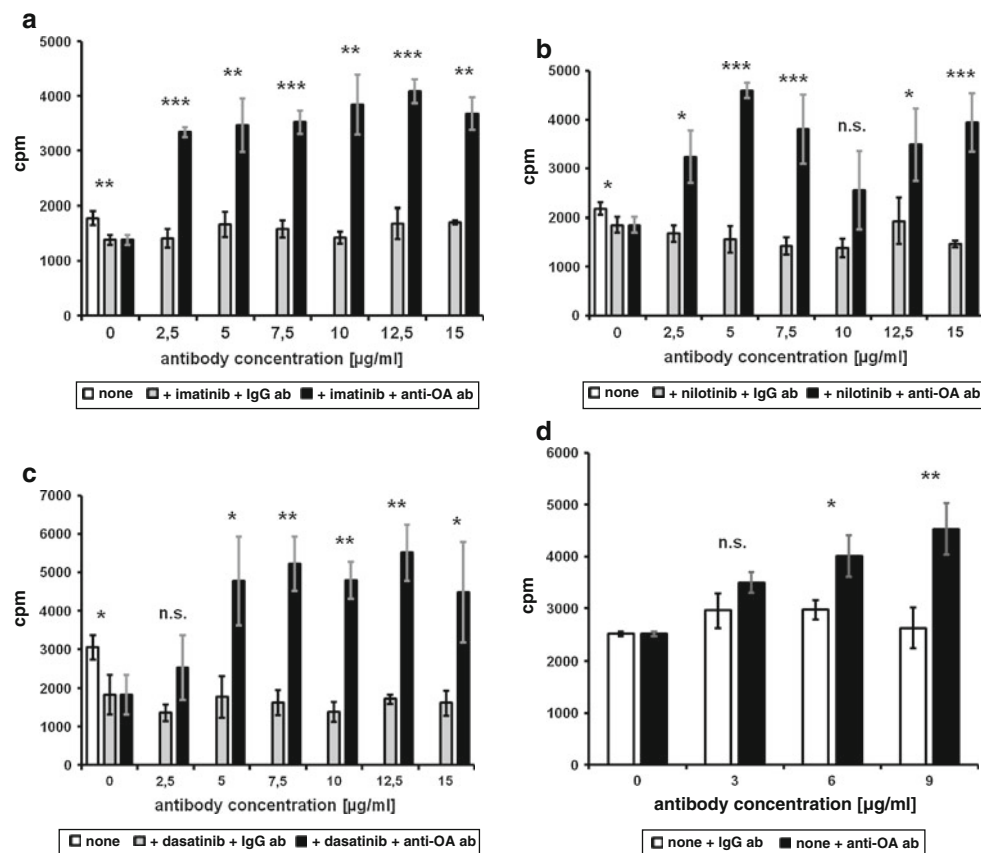 a
5000
4000
3000
2000
1000
0
cpm
** *** ** *** ** *** **
0 2,5 5 7,5 10 12,5 15
antibody concentration [µg/ml]
none + imatinib + IgG ab + imatinib + anti-OA ab
b
5000
4000
3000
2000
1000
0
cpm
* * *** *** n.s. * ***
0 2,5 5 7,5 10 12,5 15
antibody concentration [µg/ml]
none + nilotinib + IgG ab + nilotinib + anti-OA ab
c
7000
6000
5000
4000
3000
2000
1000
0
cpm
* n.s. * ** ** ** *
0 2,5 5 7,5 10 12,5 15
antibody concentration [µg/ml]
none + dasatinib + IgG ab + dasatinib + anti-OA ab
d
6000
5000
4000
3000
2000
1000
0
cpm
n.s. * **
0 3 6 9
antibody concentration [µg/ml]
none + IgG ab none + anti-OA ab